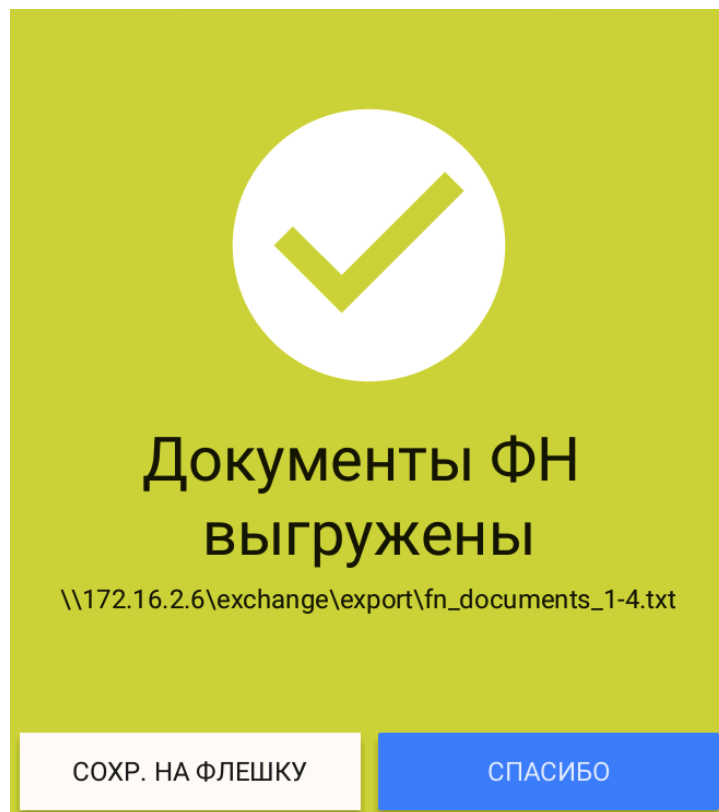 Документы ФН
выгружены
\\172.16.2.6\exchange\export\fn_documents_1-4.txt
СОХР. НА ФЛЕШКУ
СПАСИБО